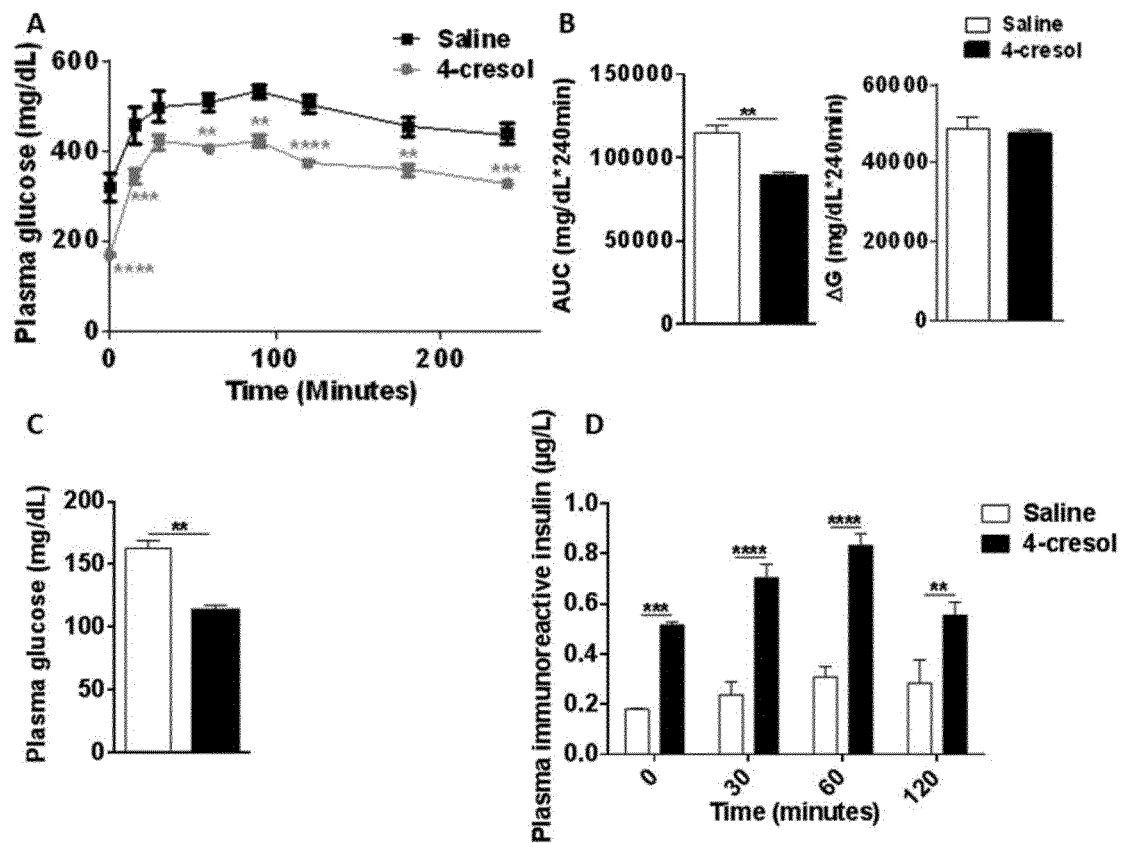 A
Plasma glucose (mg/dL)
Saline
4-cresol
600
400
200
0
****
***
**
**
****
**
***
0
100
200
Time (Minutes)
B
Saline
4-cresol
AUC (mg/dL*240min)
150000
100000
50000
0
**
ΔG (mg/dL*240min)
60000
40000
20000
0
C
Plasma glucose (mg/dL)
200
150
100
50
0
**
D
Plasma immunoreactive insulin (μg/L)
Saline
4-cresol
1.0
0.8
0.6
0.4
0.2
0.0
***
****
****
**
0
30
60
120
Time (minutes)